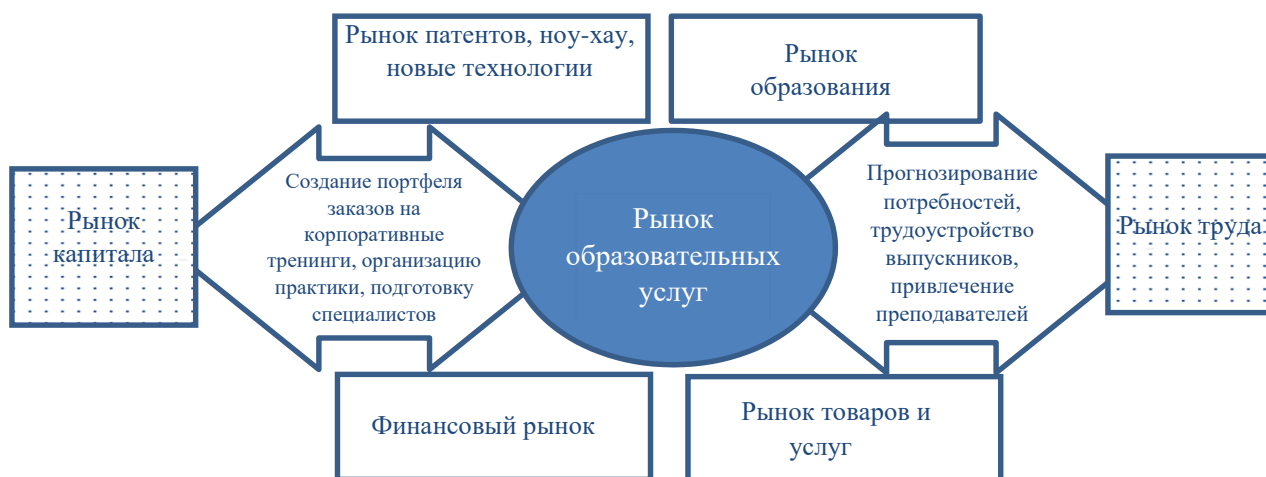 Рынок патентов, ноу-хау,
новые технологии
Рынок
образования
Рынок
капитала
Создание портфеля
заказов на
корпоративные
тренинги, организацию
практики, подготовку
специалистов
Рынок
образовательных
услуг
Прогнозирование
потребностей,
трудоустройство
выпускников,
привлечение
преподавателей
Рынок труда
Финансовый рынок
Рынок товаров и
услуг